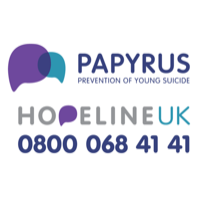 PAPYRUS
PREVENTION OF YOUNG SUICIDE
HOPELINEUK
0800 068 41 41